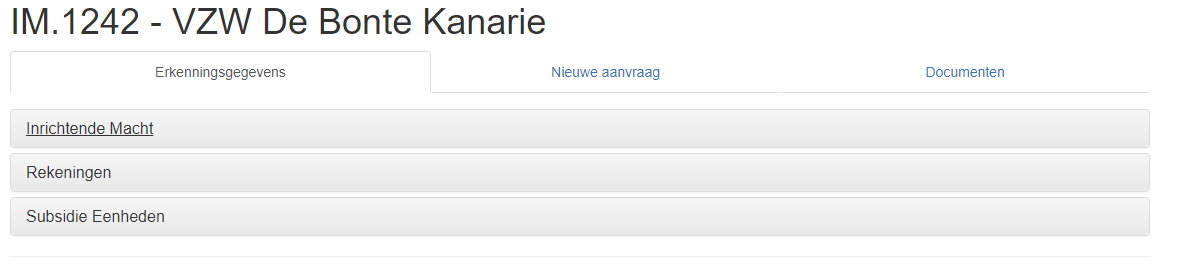 IM.1242 - VZW De Bonte Kanarie
Erkenningsgegevens Nieuwe aanvraag Documenten
Inrichtende Macht
Rekeningen
Subsidie Eenheden